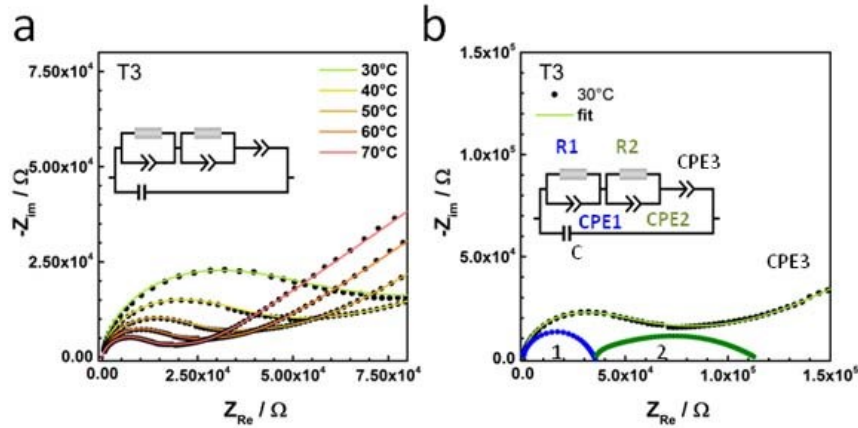 a
T3
30°C
40°C
50°C
60°C
70°C
7.50x10⁴
5.00x10⁴
2.50x10⁴
0.00
-Z_im / Ω
0.00
2.50x10⁴
5.00x10⁴
7.50x10⁴
Z_Re / Ω
b
T3
30°C
fit
R1
R2
CPE3
CPE1
CPE2
C
CPE3
1
2
1.5x10⁵
1.0x10⁵
5.0x10⁴
0.0
-Z_im / Ω
0.0
5.0x10⁴
1.0x10⁵
1.5x10⁵
Z_Re / Ω